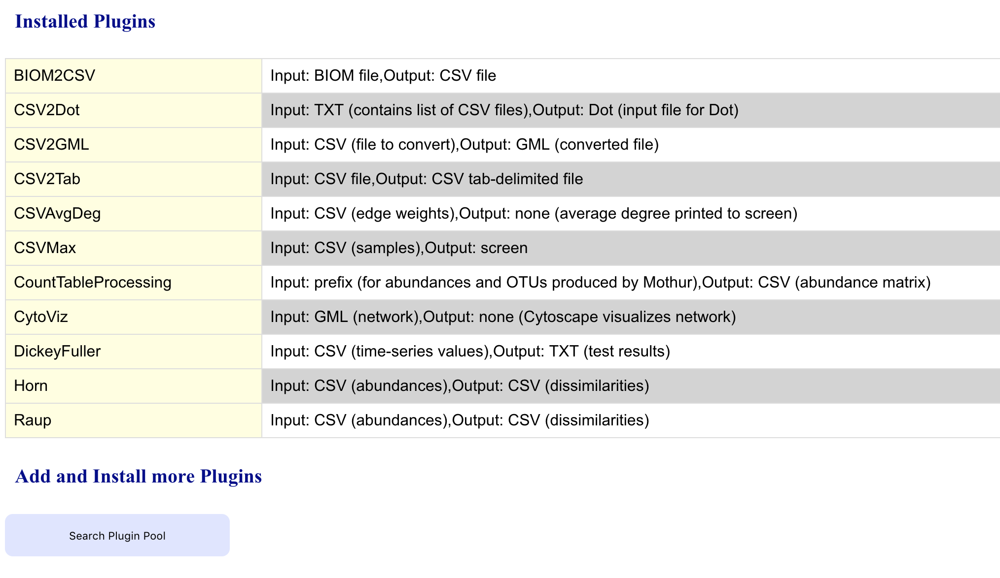 Installed Plugins
BIOM2CSV Input: BIOM file,Output: CSV file
CSV2Dot Input: TXT (contains list of CSV files),Output: Dot (input file for Dot)
CSV2GML Input: CSV (file to convert),Output: GML (converted file)
CSV2Tab Input: CSV file,Output: CSV tab-delimited file
CSVAvgDeg Input: CSV (edge weights),Output: none (average degree printed to screen)
CSVMax Input: CSV (samples),Output: screen
CountTableProcessing Input: prefix (for abundances and OTUs produced by Mothur),Output: CSV (abundance matrix)
CytoViz Input: GML (network),Output: none (Cytoscape visualizes network)
DickeyFuller Input: CSV (time-series values),Output: TXT (test results)
Horn Input: CSV (abundances),Output: CSV (dissimilarities)
Raup Input: CSV (abundances),Output: CSV (dissimilarities)
Add and Install more Plugins
Search Plugin Pool